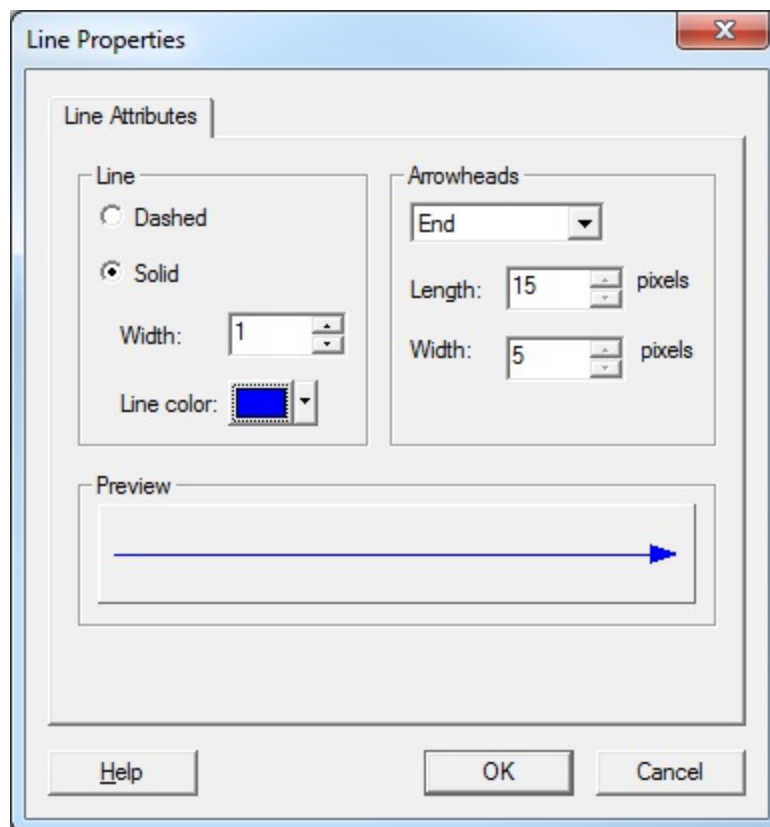 Line Properties
Line Attributes
Line
Dashed
Solid
Width: 1
Line color:
Arrowheads
End
Length: 15 pixels
Width: 5 pixels
Preview
Help
OK
Cancel